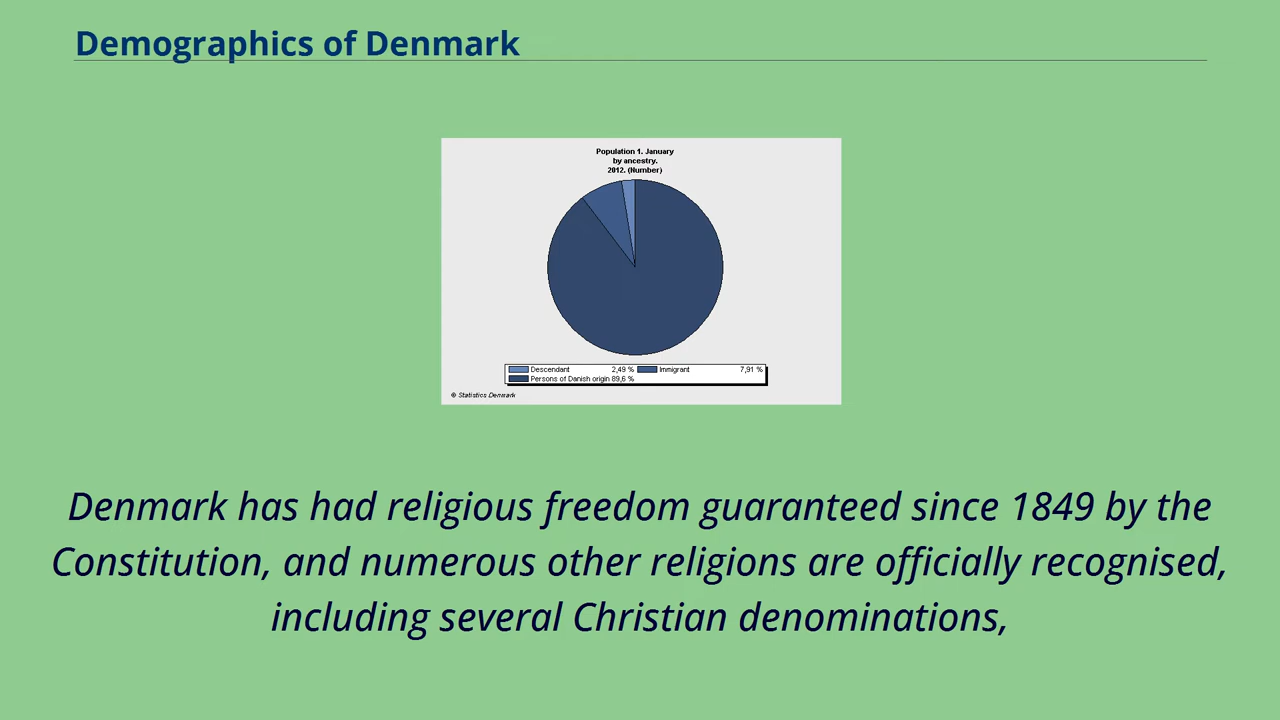 Demographics of Denmark
Population 1. January
by ancestry.
2012. (Number)
Descendant 2,49 % Immigrant 7,91 %
Persons of Danish origin 89,6 %
© Statistics Denmark
Denmark has had religious freedom guaranteed since 1849 by the
Constitution, and numerous other religions are officially recognised,
including several Christian denominations,